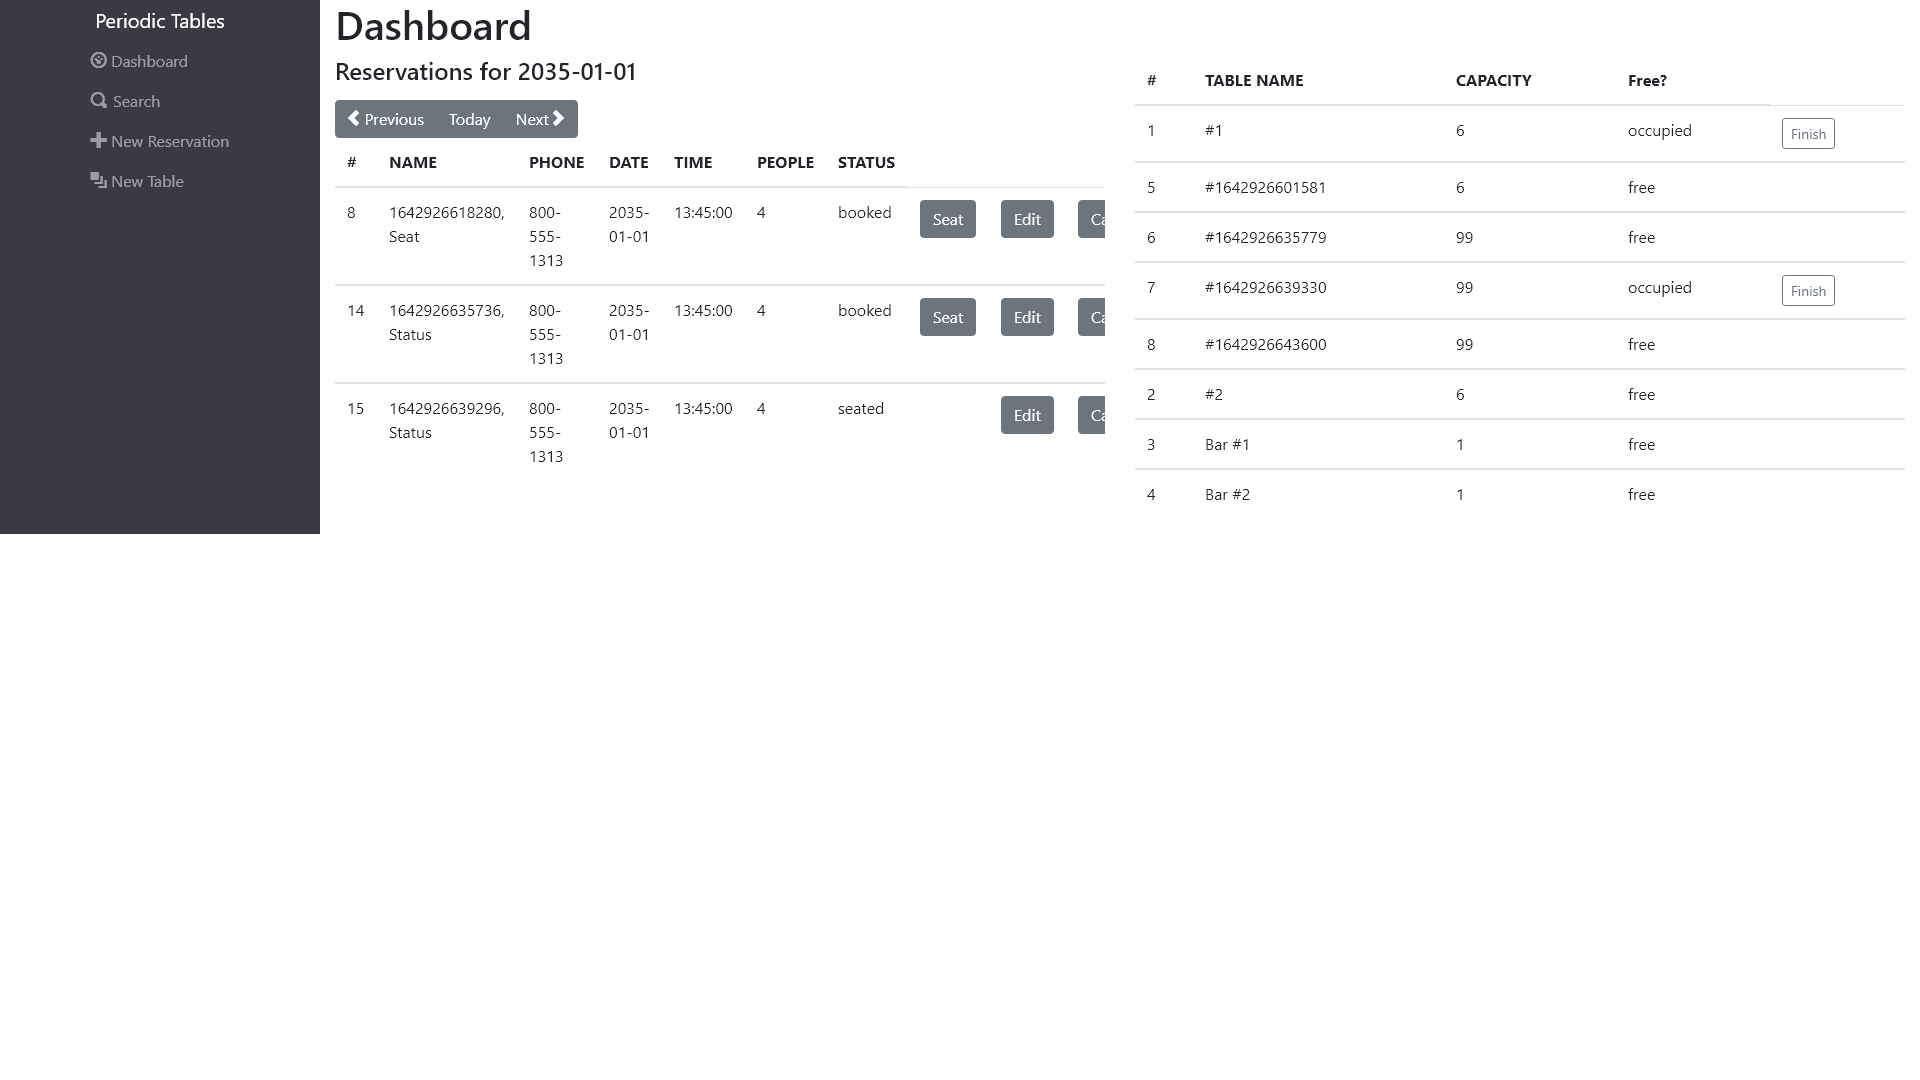 Periodic Tables
Dashboard
Search
New Reservation
New Table
Dashboard
Reservations for 2035-01-01
Previous Today Next
# NAME PHONE DATE TIME PEOPLE STATUS
8 1642926618280, 800- 2035- 13:45:00 4 booked Seat Edit Ca
Seat 555- 01-01
1313
14 1642926635736, 800- 2035- 13:45:00 4 booked Seat Edit Ca
Status 555- 01-01
1313
15 1642926639296, 800- 2035- 13:45:00 4 seated Edit Ca
Status 555- 01-01
1313
# TABLE NAME CAPACITY Free?
1 #1 6 occupied Finish
5 #1642926601581 6 free
6 #1642926635779 99 free
7 #1642926639330 99 occupied Finish
8 #1642926643600 99 free
2 #2 6 free
3 Bar #1 1 free
4 Bar #2 1 free